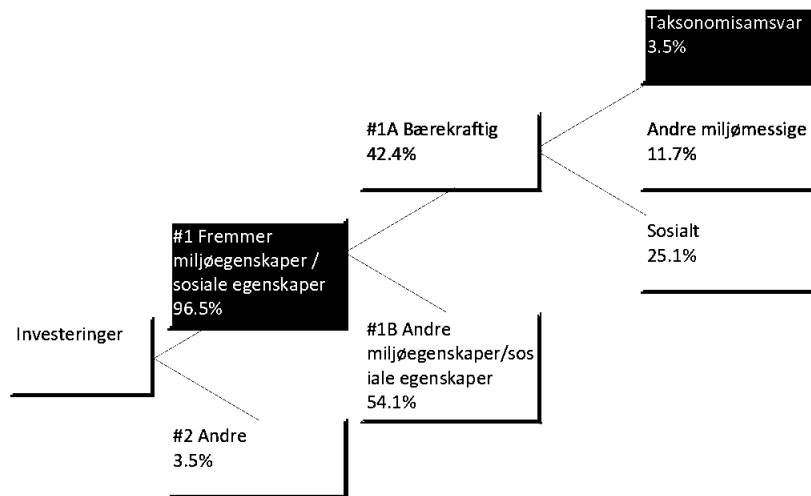 Taksonomisamsvar
3.5%
#1A Bærekraftig
42.4%
Andre miljømessige
11.7%
#1 Fremmer
miljøegenskaper /
sosiale egenskaper
96.5%
Sosialt
25.1%
Investeringer
#1B Andre
miljøegenskaper/sos
iale egenskaper
54.1%
#2 Andre
3.5%